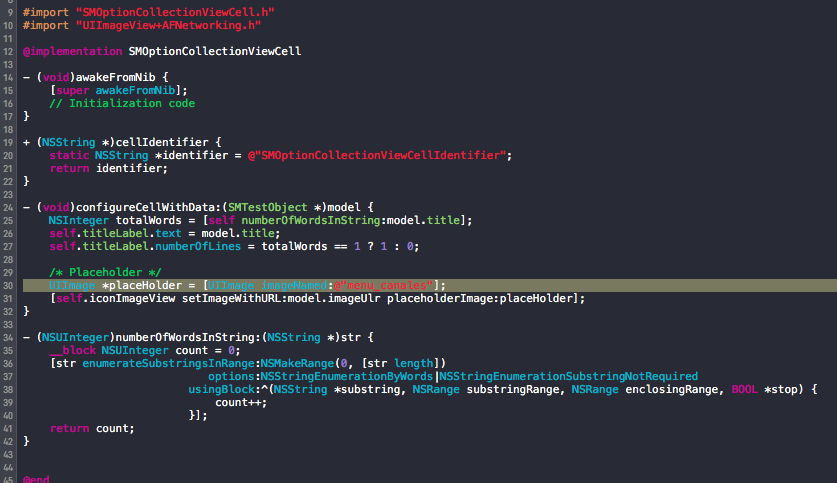 9 #import "SMOptionCollectionViewCell.h"
10 #import "UIImageView+AFNetworking.h"
11
12 @implementation SMOptionCollectionViewCell
13
14 - (void)awakeFromNib {
15     [super awakeFromNib];
16     // Initialization code
17 }
18
19 + (NSString *)cellIdentifier {
20     static NSString *identifier = @"SMOptionCollectionViewCellIdentifier";
21     return identifier;
22 }
23
24 - (void)configureCellWithData:(SMTestObject *)model {
25     NSInteger totalWords = [self numberOfWordsInString:model.title];
26     self.titleLabel.text = model.title;
27     self.titleLabel.numberOfLines = totalWords == 1 ? 1 : 0;
28
29     /* Placeholder */
30     UIImage *placeHolder = [UIImage imageNamed:@"menu_canales"];
31     [self.iconImageView setImageWithURL:model.imageUlr placeholderImage:placeHolder];
32 }
33
34 - (NSUInteger)numberOfWordsInString:(NSString *)str {
35     __block NSUInteger count = 0;
36     [str enumerateSubstringsInRange:NSMakeRange(0, [str length])
37                             options:NSStringEnumerationByWords|NSStringEnumerationSubstringNotRequired
38                          usingBlock:^(NSString *substring, NSRange substringRange, NSRange enclosingRange, BOOL *stop) {
39                              count++;
40                          }];
41     return count;
42 }
43
44
45 @end